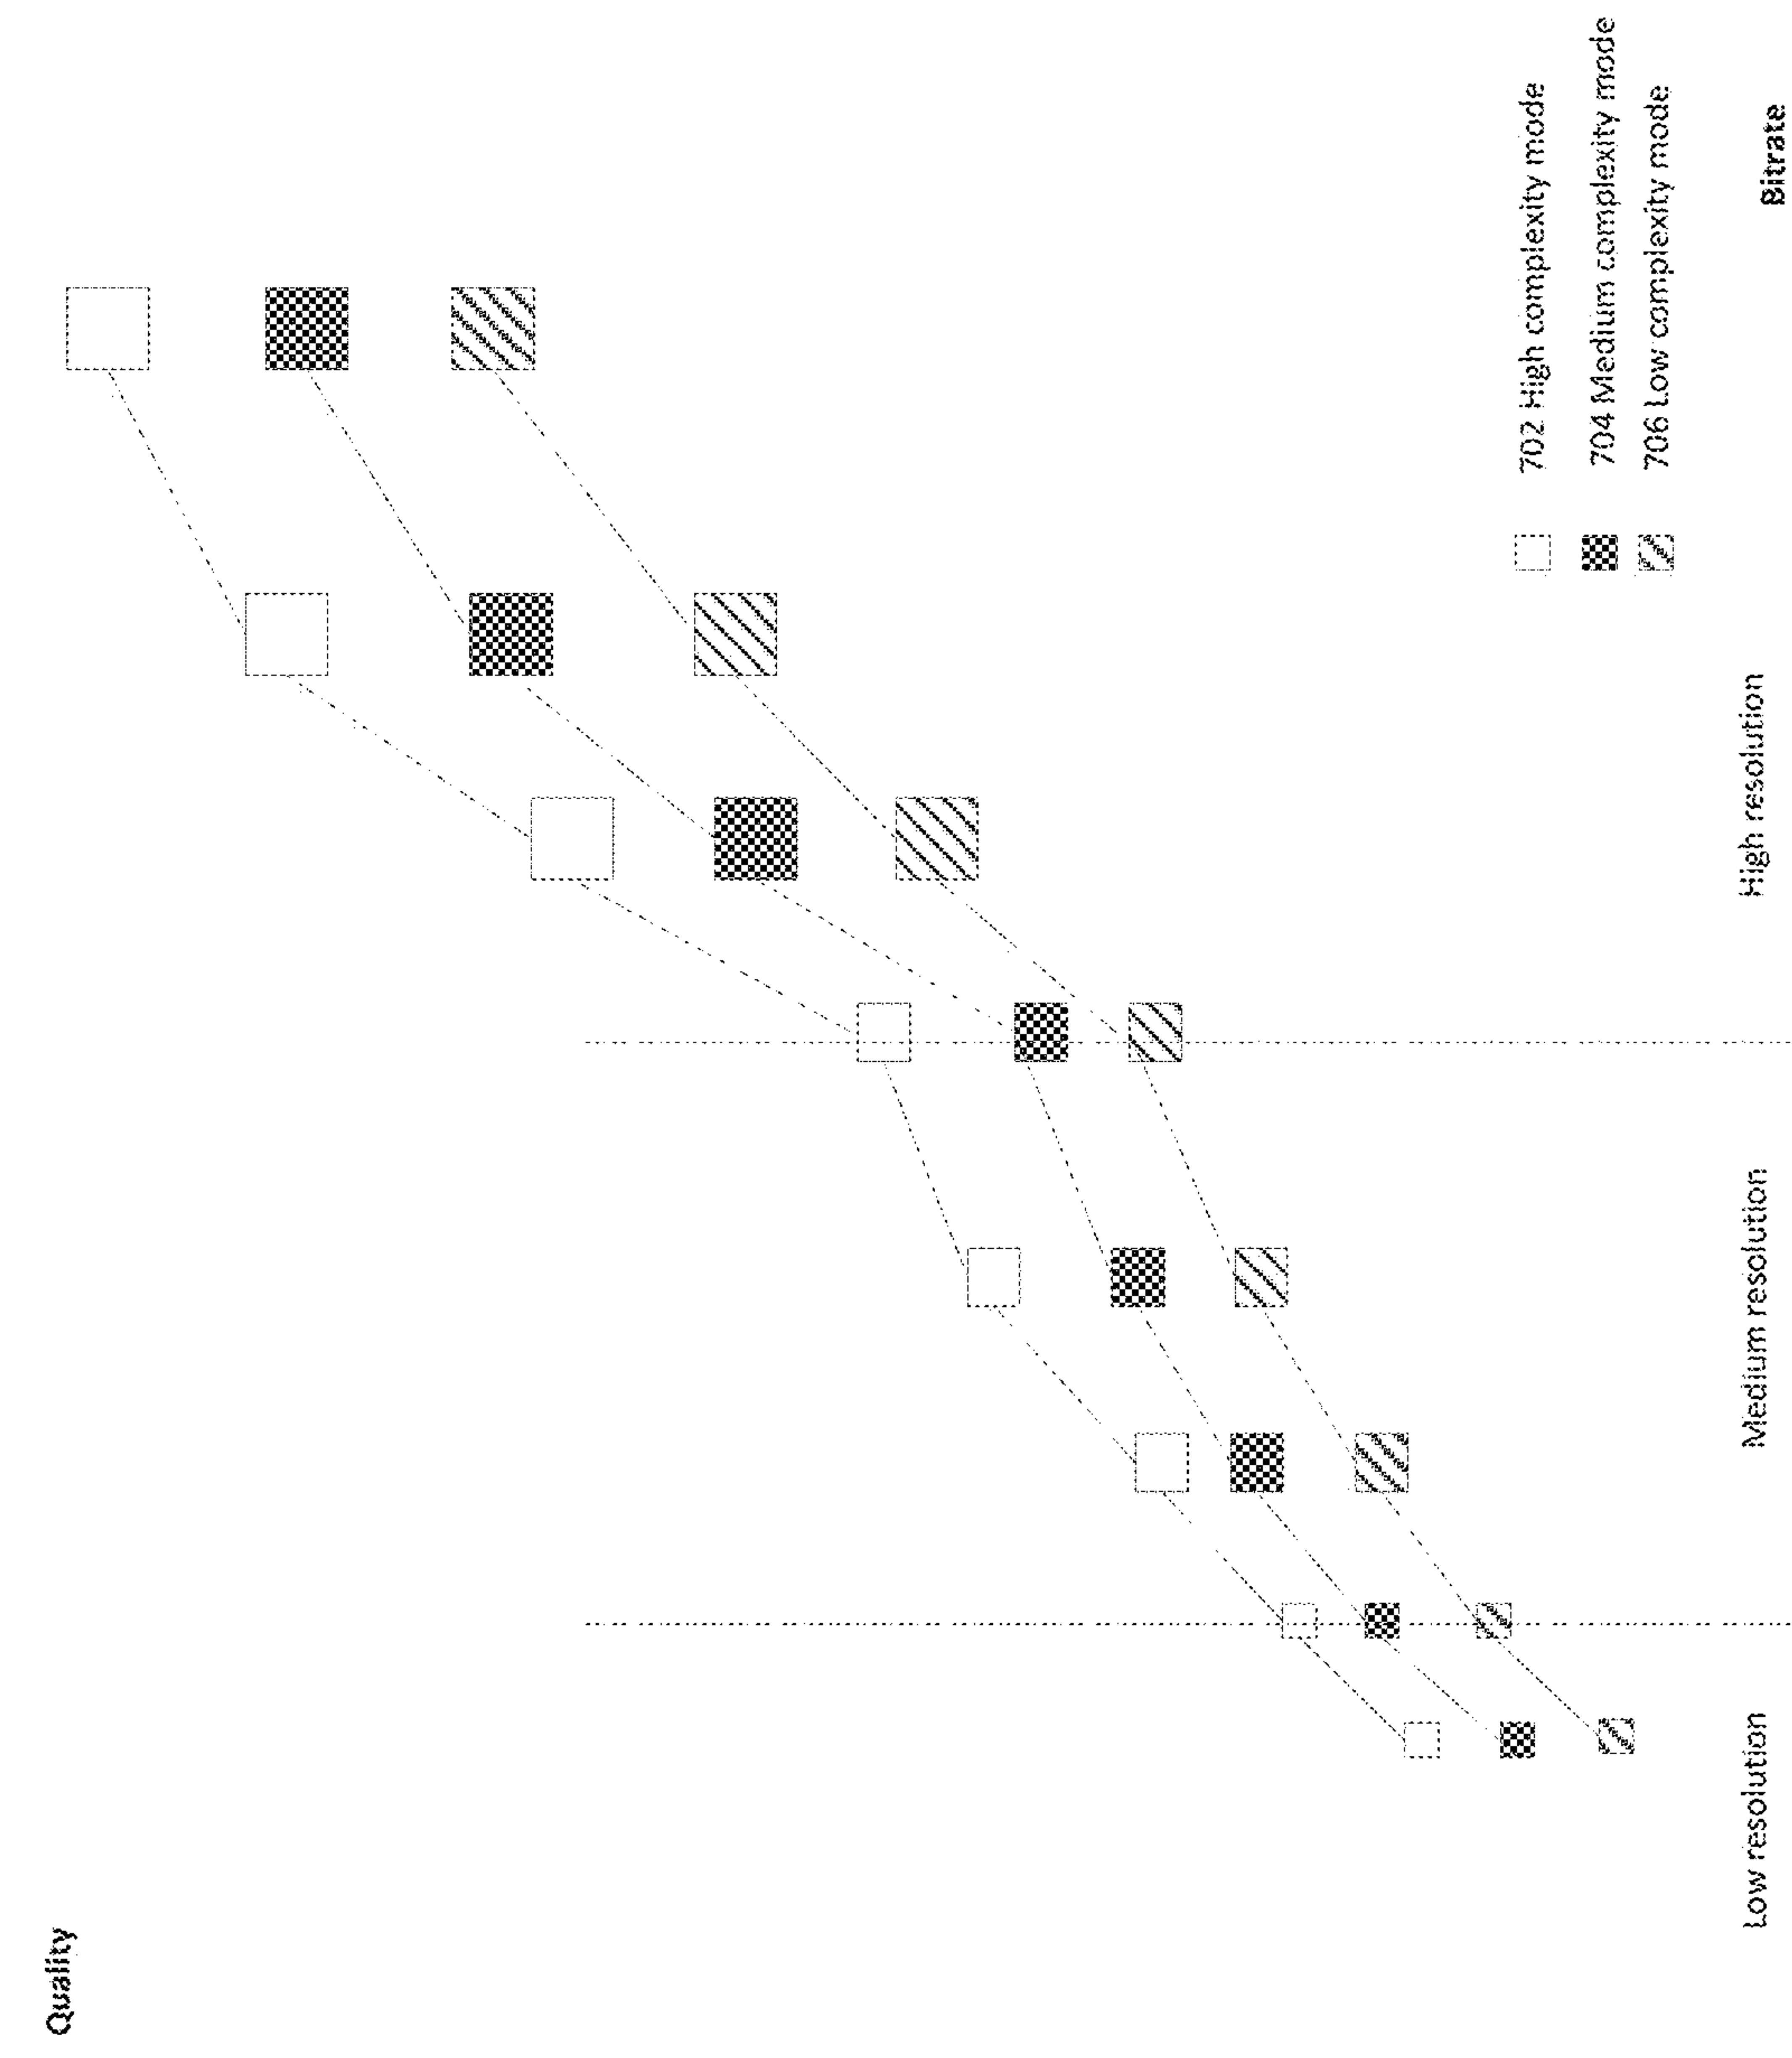 Quality
702 High complexity mode
704 Medium complexity mode
706 Low complexity mode
Low resolution
Medium resolution
High resolution
Bitrate